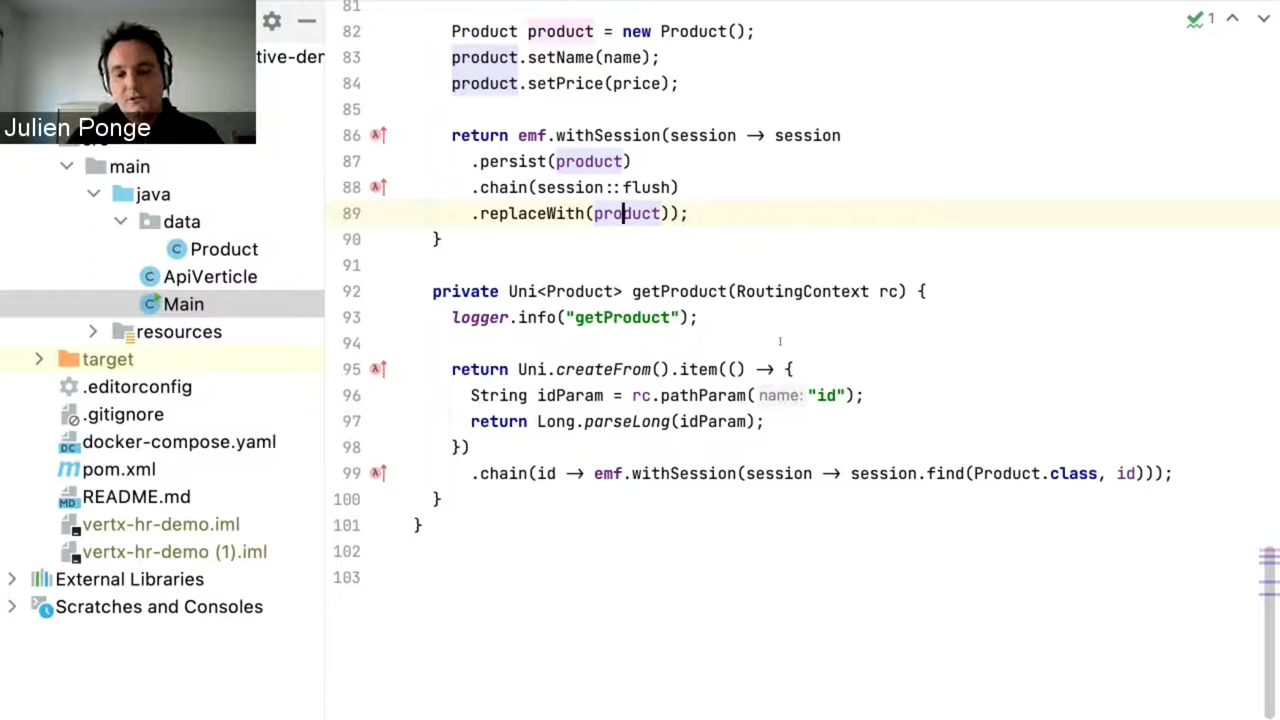 tive-den
Julien Ponge
main
java
data
Product
ApiVerticle
Main
resources
target
.editorconfig
.gitignore
docker-compose.yaml
pom.xml
README.md
vertx-hr-demo.iml
vertx-hr-demo (1).iml
External Libraries
Scratches and Consoles
1
81
82 Product product = new Product();
83 product.setName(name);
84 product.setPrice(price);
85
86 return emf.withSession(session → session
87 .persist(product)
88 .chain(session::flush)
89 .replaceWith(product));
90 }
91
92 private Uni<Product> getProduct(RoutingContext rc) {
93 logger.info("getProduct");
94
95 return Uni.createFrom().item(() → {
96 String idParam = rc.pathParam( name: "id");
97 return Long.parseLong(idParam);
98 })
99 .chain(id → emf.withSession(session → session.find(Product.class, id)));
100 }
101 }
102
103